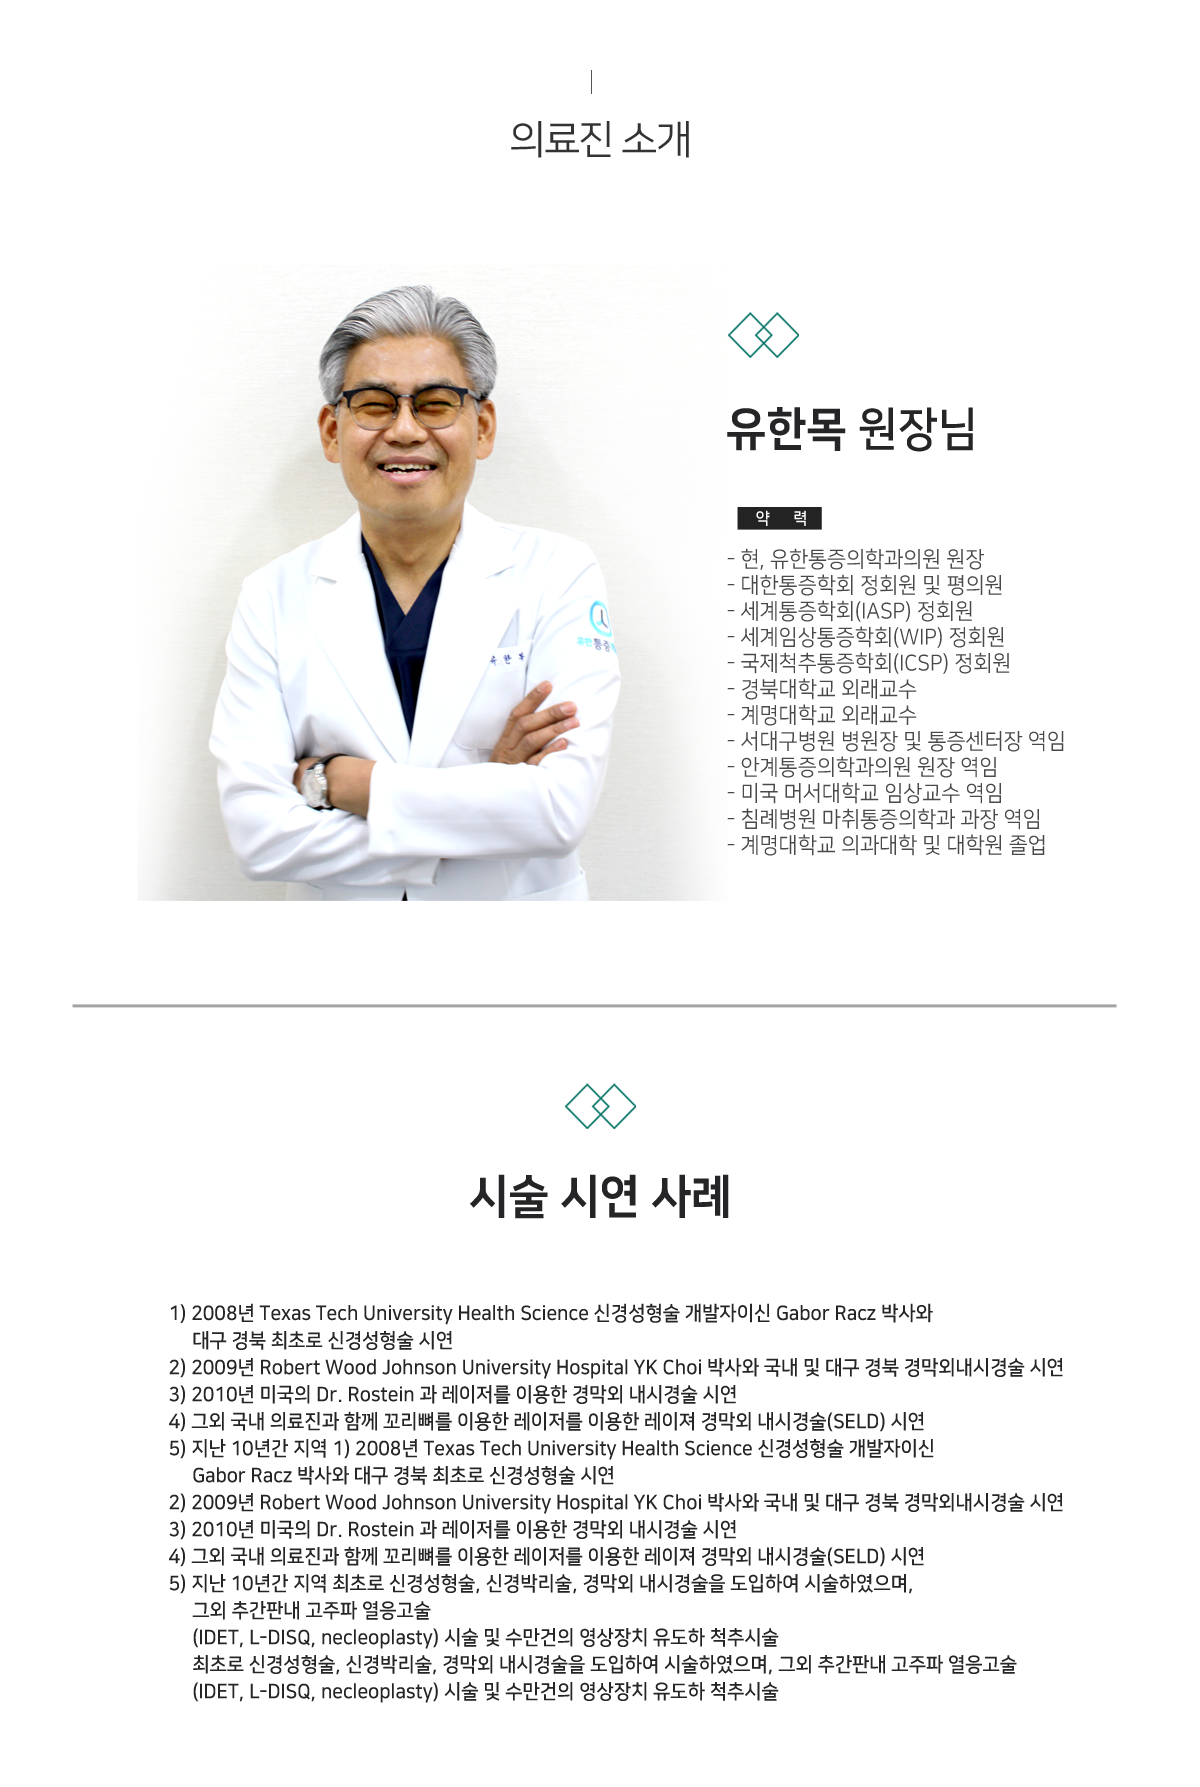 의료진 소개
유한목 원장님
약 력
- 현, 유한통증의학과의원 원장
- 대한통증학회 정회원 및 평의원
- 세계통증학회(IASP) 정회원
- 세계임상통증학회(WIP) 정회원
- 국제척추통증학회(ICSP) 정회원
- 경북대학교 외래교수
- 계명대학교 외래교수
- 서대구병원 병원장 및 통증센터장 역임
- 안계통증의학과의원 원장 역임
- 미국 머서대학교 임상교수 역임
- 침례병원 마취통증의학과 과장 역임
- 계명대학교 의과대학 및 대학원 졸업
유한통증
유 한 목
시술 시연 사례
1) 2008년 Texas Tech University Health Science 신경성형술 개발자이신 Gabor Racz 박사와
대구 경북 최초로 신경성형술 시연
2) 2009년 Robert Wood Johnson University Hospital YK Choi 박사와 국내 및 대구 경북 경막외내시경술 시연
3) 2010년 미국의 Dr. Rostein 과 레이저를 이용한 경막외 내시경술 시연
4) 그외 국내 의료진과 함께 꼬리뼈를 이용한 레이저를 이용한 레이져 경막외 내시경술(SELD) 시연
5) 지난 10년간 지역 1) 2008년 Texas Tech University Health Science 신경성형술 개발자이신
Gabor Racz 박사와 대구 경북 최초로 신경성형술 시연
2) 2009년 Robert Wood Johnson University Hospital YK Choi 박사와 국내 및 대구 경북 경막외내시경술 시연
3) 2010년 미국의 Dr. Rostein 과 레이저를 이용한 경막외 내시경술 시연
4) 그외 국내 의료진과 함께 꼬리뼈를 이용한 레이저를 이용한 레이져 경막외 내시경술(SELD) 시연
5) 지난 10년간 지역 최초로 신경성형술, 신경박리술, 경막외 내시경술을 도입하여 시술하였으며,
그외 추간판내 고주파 열응고술
(IDET, L-DISQ, necleoplasty) 시술 및 수만건의 영상장치 유도하 척추시술
최초로 신경성형술, 신경박리술, 경막외 내시경술을 도입하여 시술하였으며, 그외 추간판내 고주파 열응고술
(IDET, L-DISQ, necleoplasty) 시술 및 수만건의 영상장치 유도하 척추시술